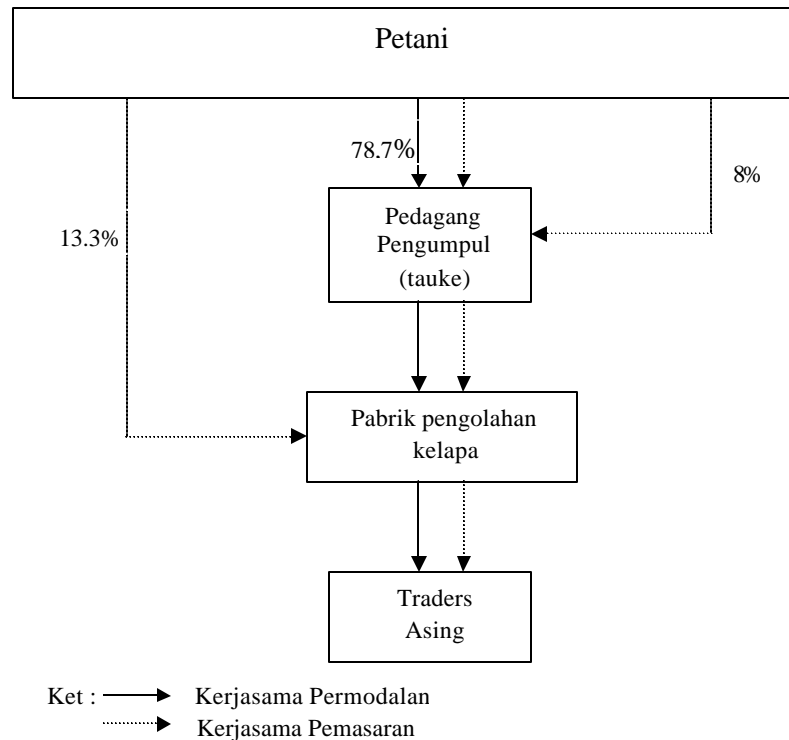 Petani
78.7%
8%
13.3%
Pedagang
Pengumpul
(tauke)
Pabrik pengolahan
kelapa
Traders
Asing
Ket : Kerjasama Permodalan
Kerjasama Pemasaran